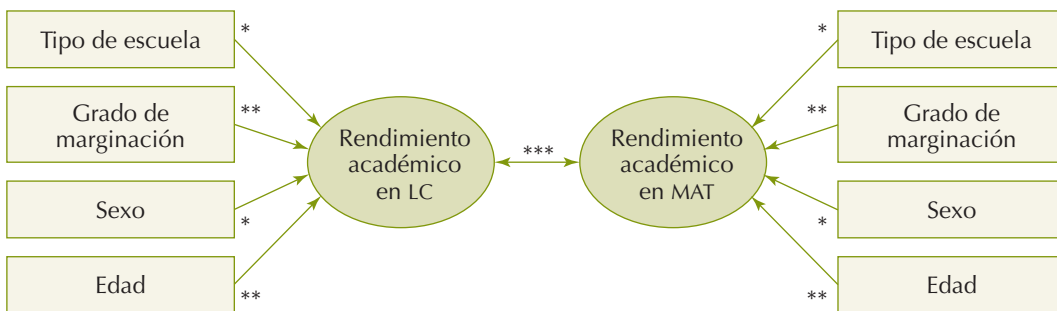 Tipo de escuela
*
Grado de
marginación
**
Sexo
*
Edad
**
Rendimiento
académico
en LC
***
Rendimiento
académico
en MAT
*
Tipo de escuela
**
Grado de
marginación
*
Sexo
**
Edad